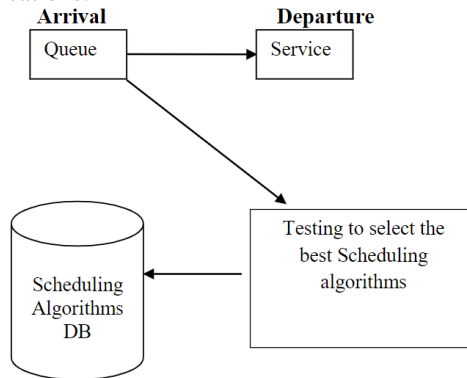 Arrival Departure
Queue Service
Testing to select the
best Scheduling
algorithms
Scheduling
Algorithms
DB